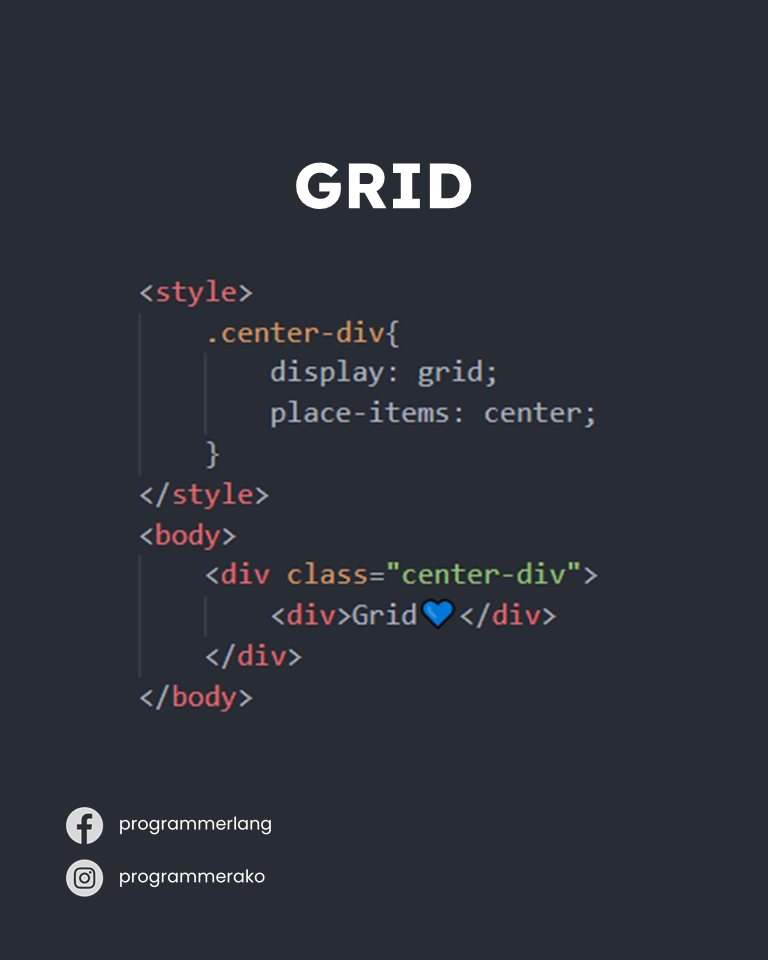 GRID
<style>
.center-div{
display: grid;
place-items: center;
}
</style>
<body>
<div class="center-div">
<div>Grid💙</div>
</div>
</body>
programmerlang
programmerako